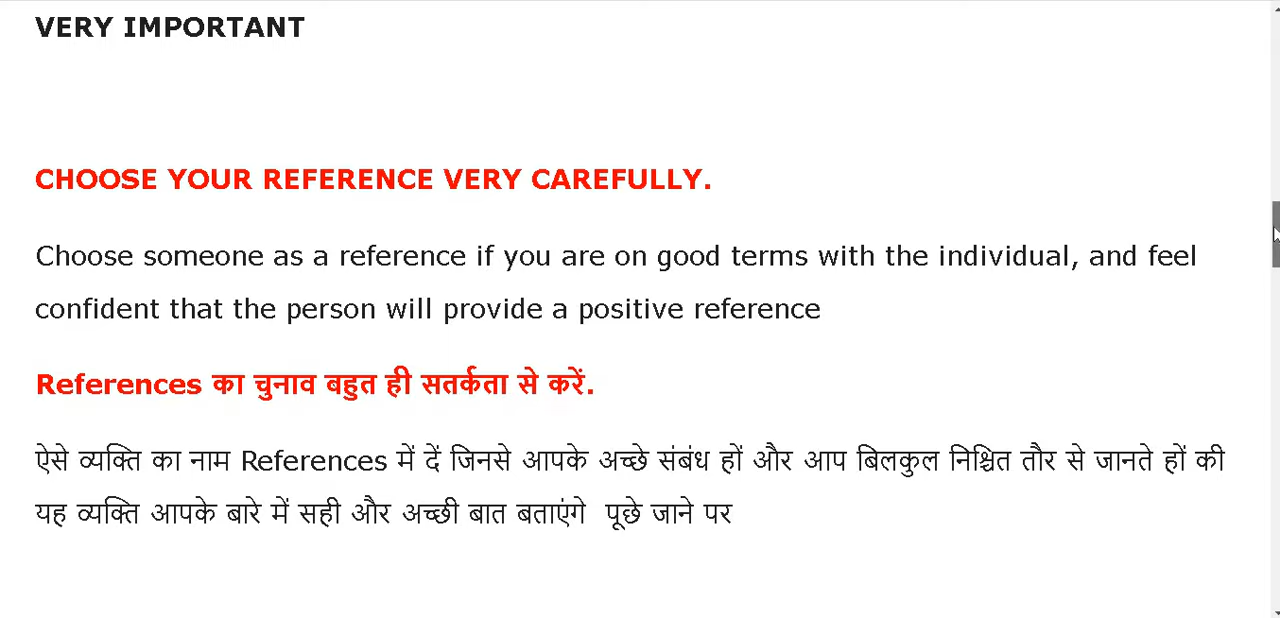 VERY IMPORTANT
CHOOSE YOUR REFERENCE VERY CAREFULLY.
Choose someone as a reference if you are on good terms with the individual, and feel
confident that the person will provide a positive reference
References का चुनाव बहुत ही सतर्कता से करें.
ऐसे व्यक्ति का नाम References में दें जिनसे आपके अच्छे संबंध हों और आप बिलकुल निश्चित तौर से जानते हों की
यह व्यक्ति आपके बारे में सही और अच्छी बात बताएंगे पूछे जाने पर